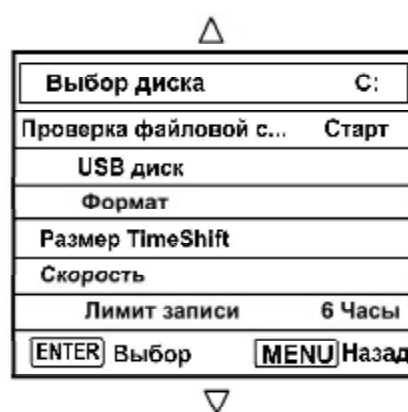 Выбор диска C:
Проверка файловой с... Старт
USB диск
Формат
Размер TimeShift
Скорость
Лимит записи 6 Часы
ENTER Выбор MENU Назад